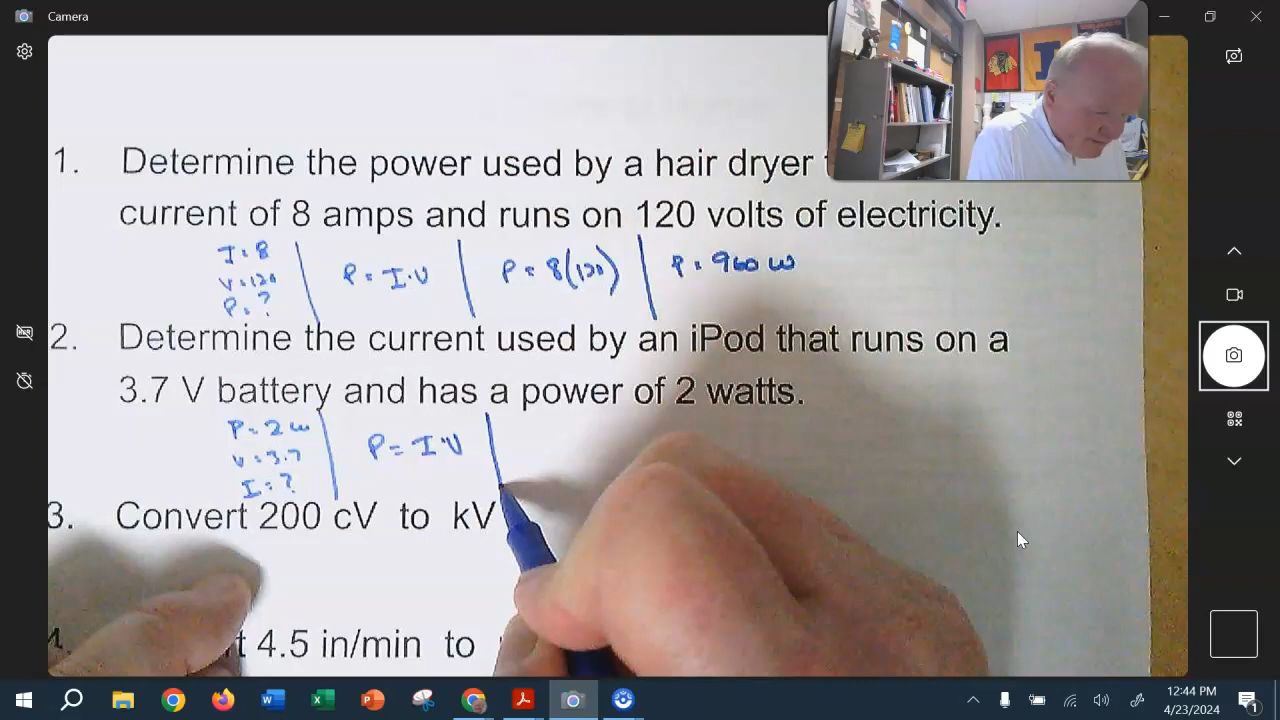 Camera
1. Determine the power used by a hair dryer
current of 8 amps and runs on 120 volts of electricity.
I = 8
V = 120
P = ?
P = I·V
P = 8(120)
P = 960 W
2. Determine the current used by an iPod that runs on a
3.7 V battery and has a power of 2 watts.
P = 2 W
V = 3.7
I = ?
P = I·V
3. Convert 200 cV to kV
4.
t 4.5 in/min to
12:44 PM
4/23/2024